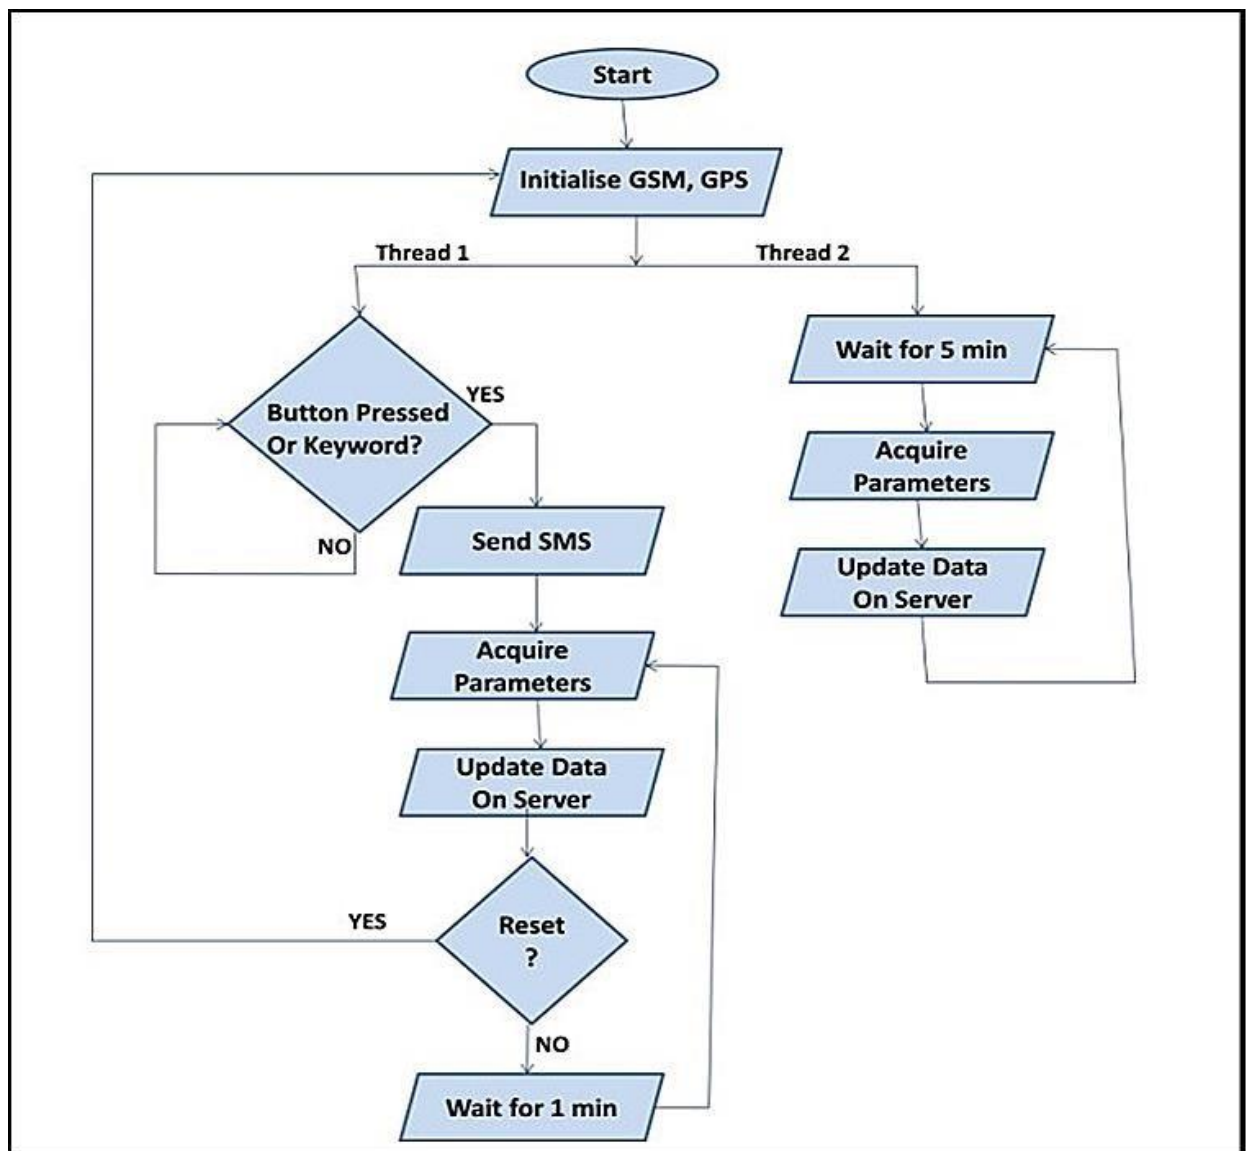 Start
Initialise GSM, GPS
Thread 1
Thread 2
Button Pressed
Or Keyword?
YES
NO
Send SMS
Acquire
Parameters
Update Data
On Server
Reset
?
YES
NO
Wait for 1 min
Wait for 5 min
Acquire
Parameters
Update Data
On Server